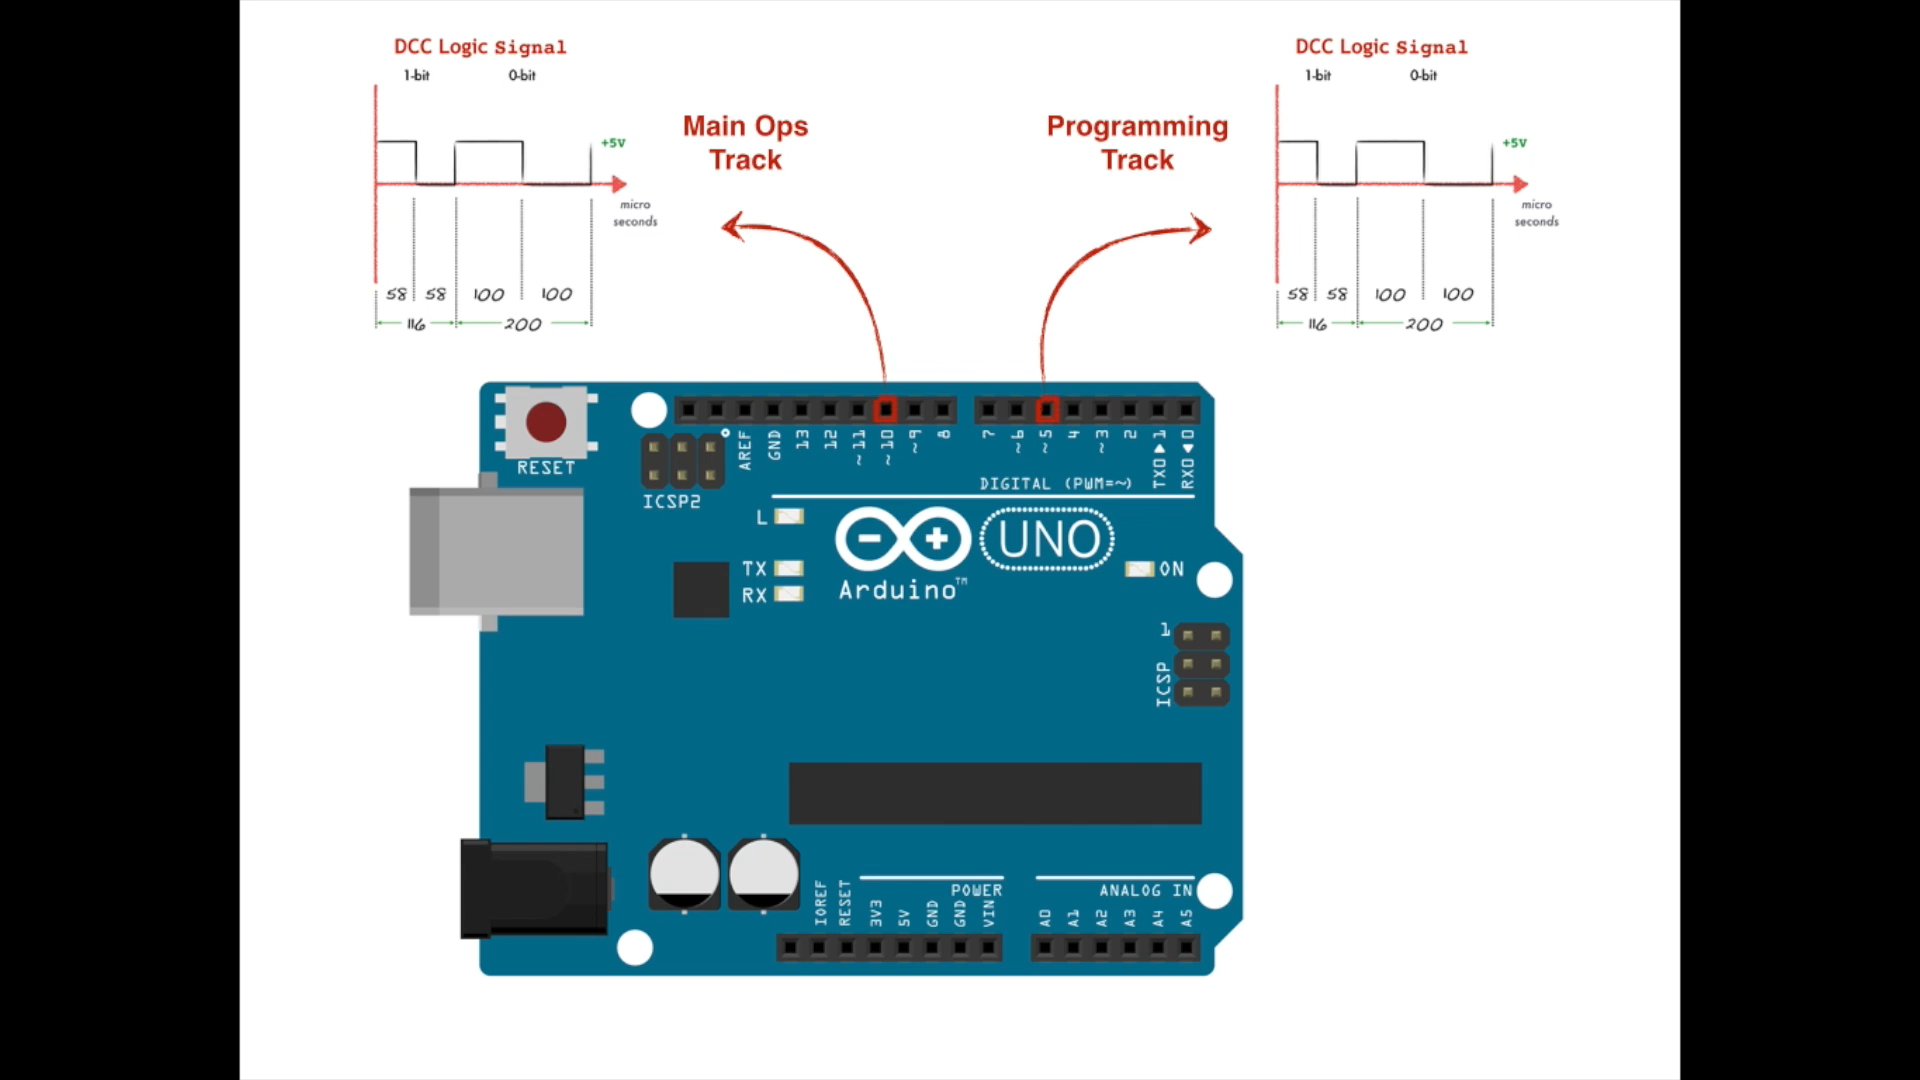 DCC Logic Signal
1-bit 0-bit
+5V
micro
seconds
58 58 100 100
116 200
Main Ops
Track
Programming
Track
DCC Logic Signal
1-bit 0-bit
+5V
micro
seconds
58 58 100 100
116 200
RESET
ICSP2
AREF
GND
13
12
~11
~10
~9
8
7
~6
~5
4
~3
2
TX0▶1
RX0◀0
DIGITAL (PWM=~)
L
TX
RX
UNO
Arduino™
ON
1
ICSP
POWER
ANALOG IN
IOREF
RESET
3V3
5V
GND
GND
VIN
A0
A1
A2
A3
A4
A5